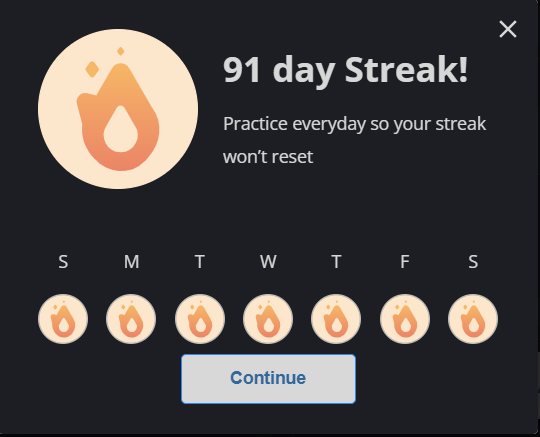 91 day Streak!
Practice everyday so your streak
won’t reset
S M T W T F S
Continue